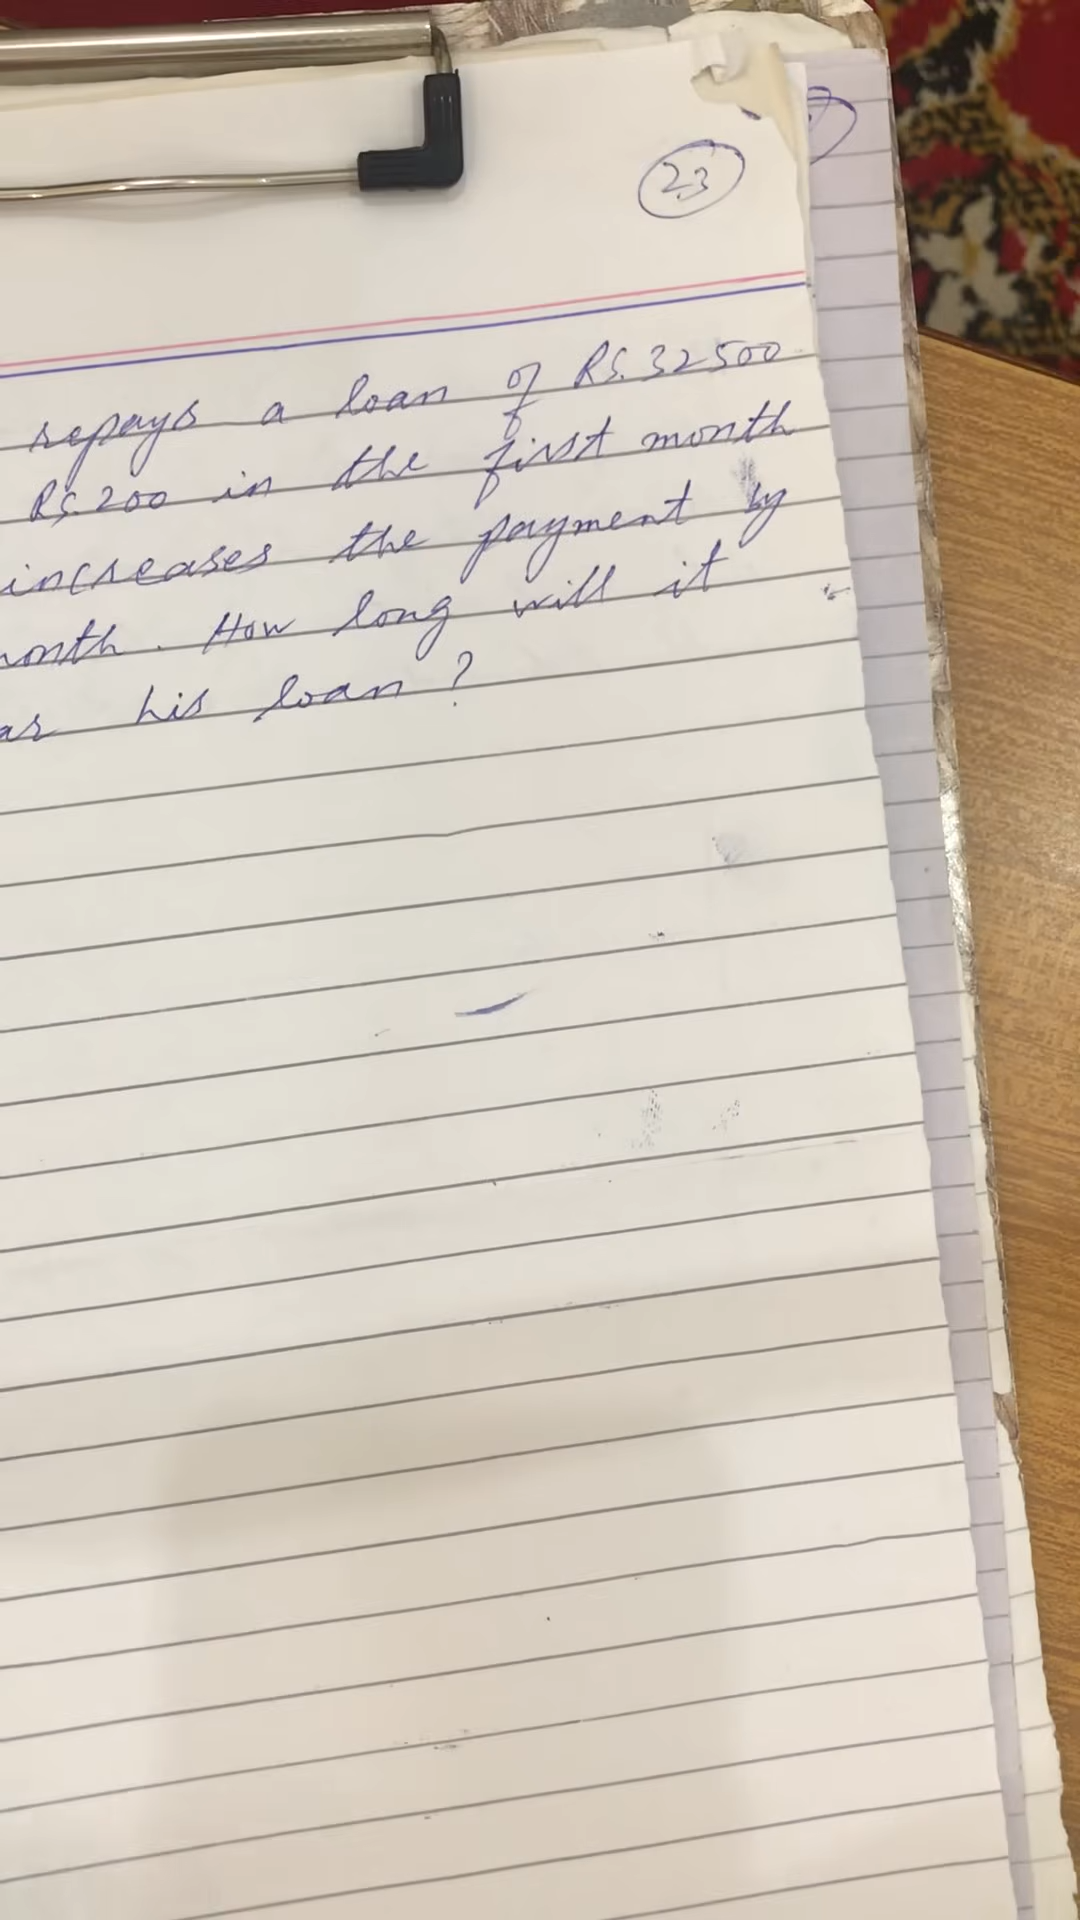 23
repays a loan of RS. 32500
RS. 200 in the first month
increases the payment by
month. How long will it
his loan?